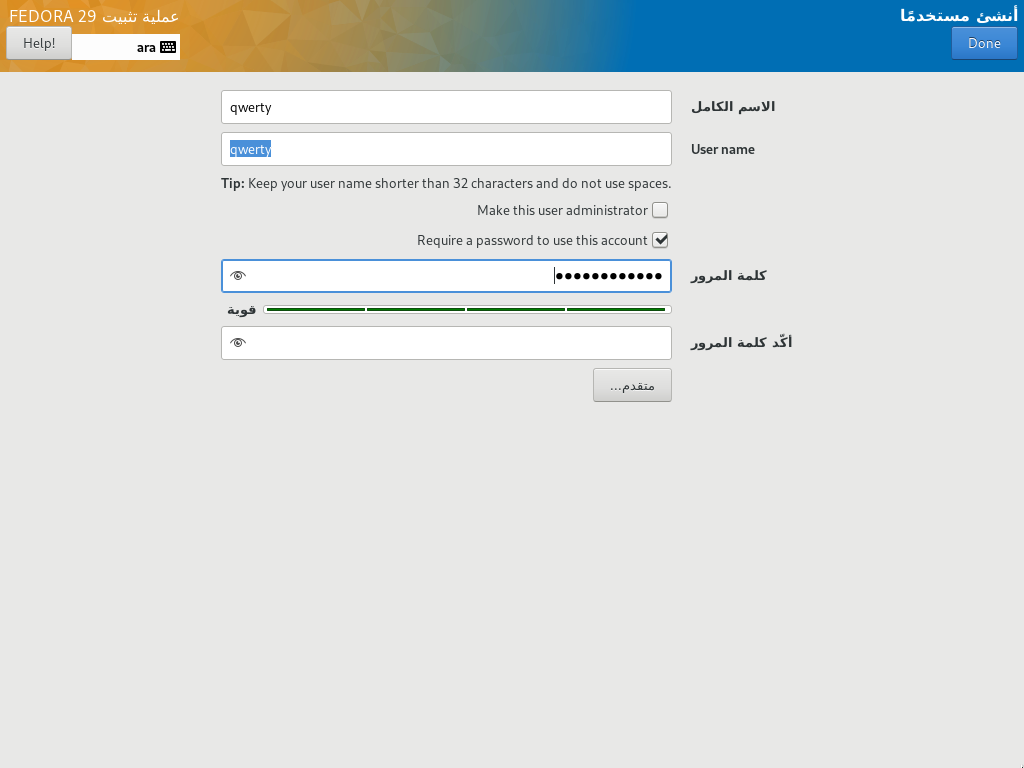 أنشئ مستخدمًا
عملية تثبيت FEDORA 29
Done
ara
Help!
الاسم الكامل
qwerty
User name
qwerty
Tip: Keep your user name shorter than 32 characters and do not use spaces.
Make this user administrator
Require a password to use this account
كلمة المرور
●●●●●●●●●●●●
قوية
أكّد كلمة المرور
متقدم...